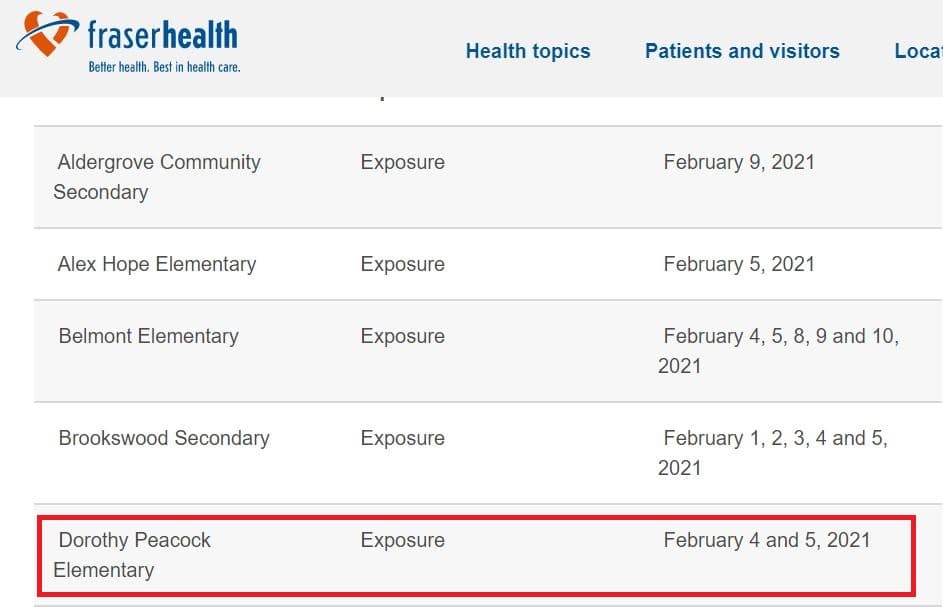 fraserhealth
Better health. Best in health care.
Health topics
Patients and visitors
Aldergrove Community
Secondary
Exposure
February 9, 2021
Alex Hope Elementary
Exposure
February 5, 2021
Belmont Elementary
Exposure
February 4, 5, 8, 9 and 10,
2021
Brookswood Secondary
Exposure
February 1, 2, 3, 4 and 5,
2021
Dorothy Peacock
Elementary
Exposure
February 4 and 5, 2021